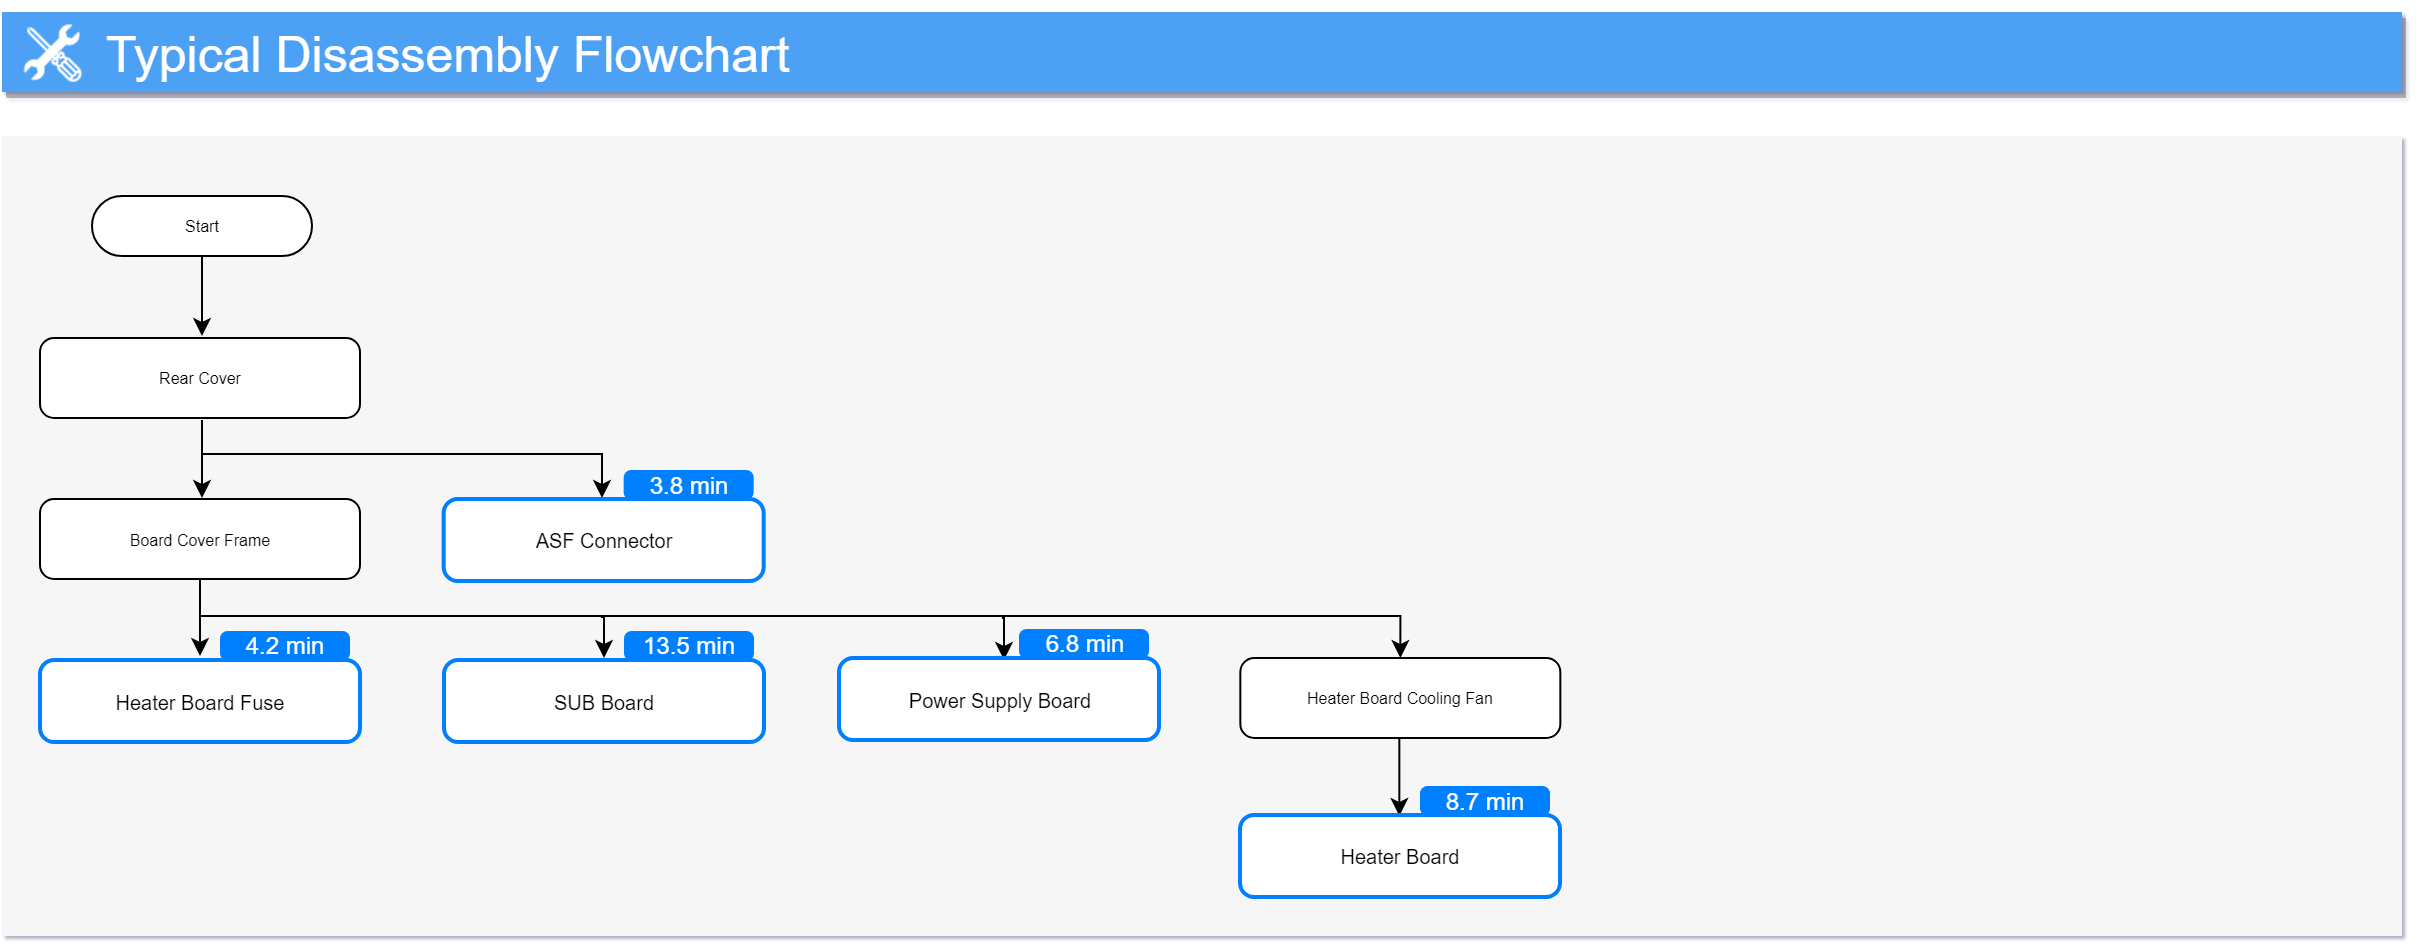 Typical Disassembly Flowchart
Start
Rear Cover
3.8 min
Board Cover Frame
ASF Connector
4.2 min
13.5 min
6.8 min
Heater Board Fuse
SUB Board
Power Supply Board
Heater Board Cooling Fan
8.7 min
Heater Board